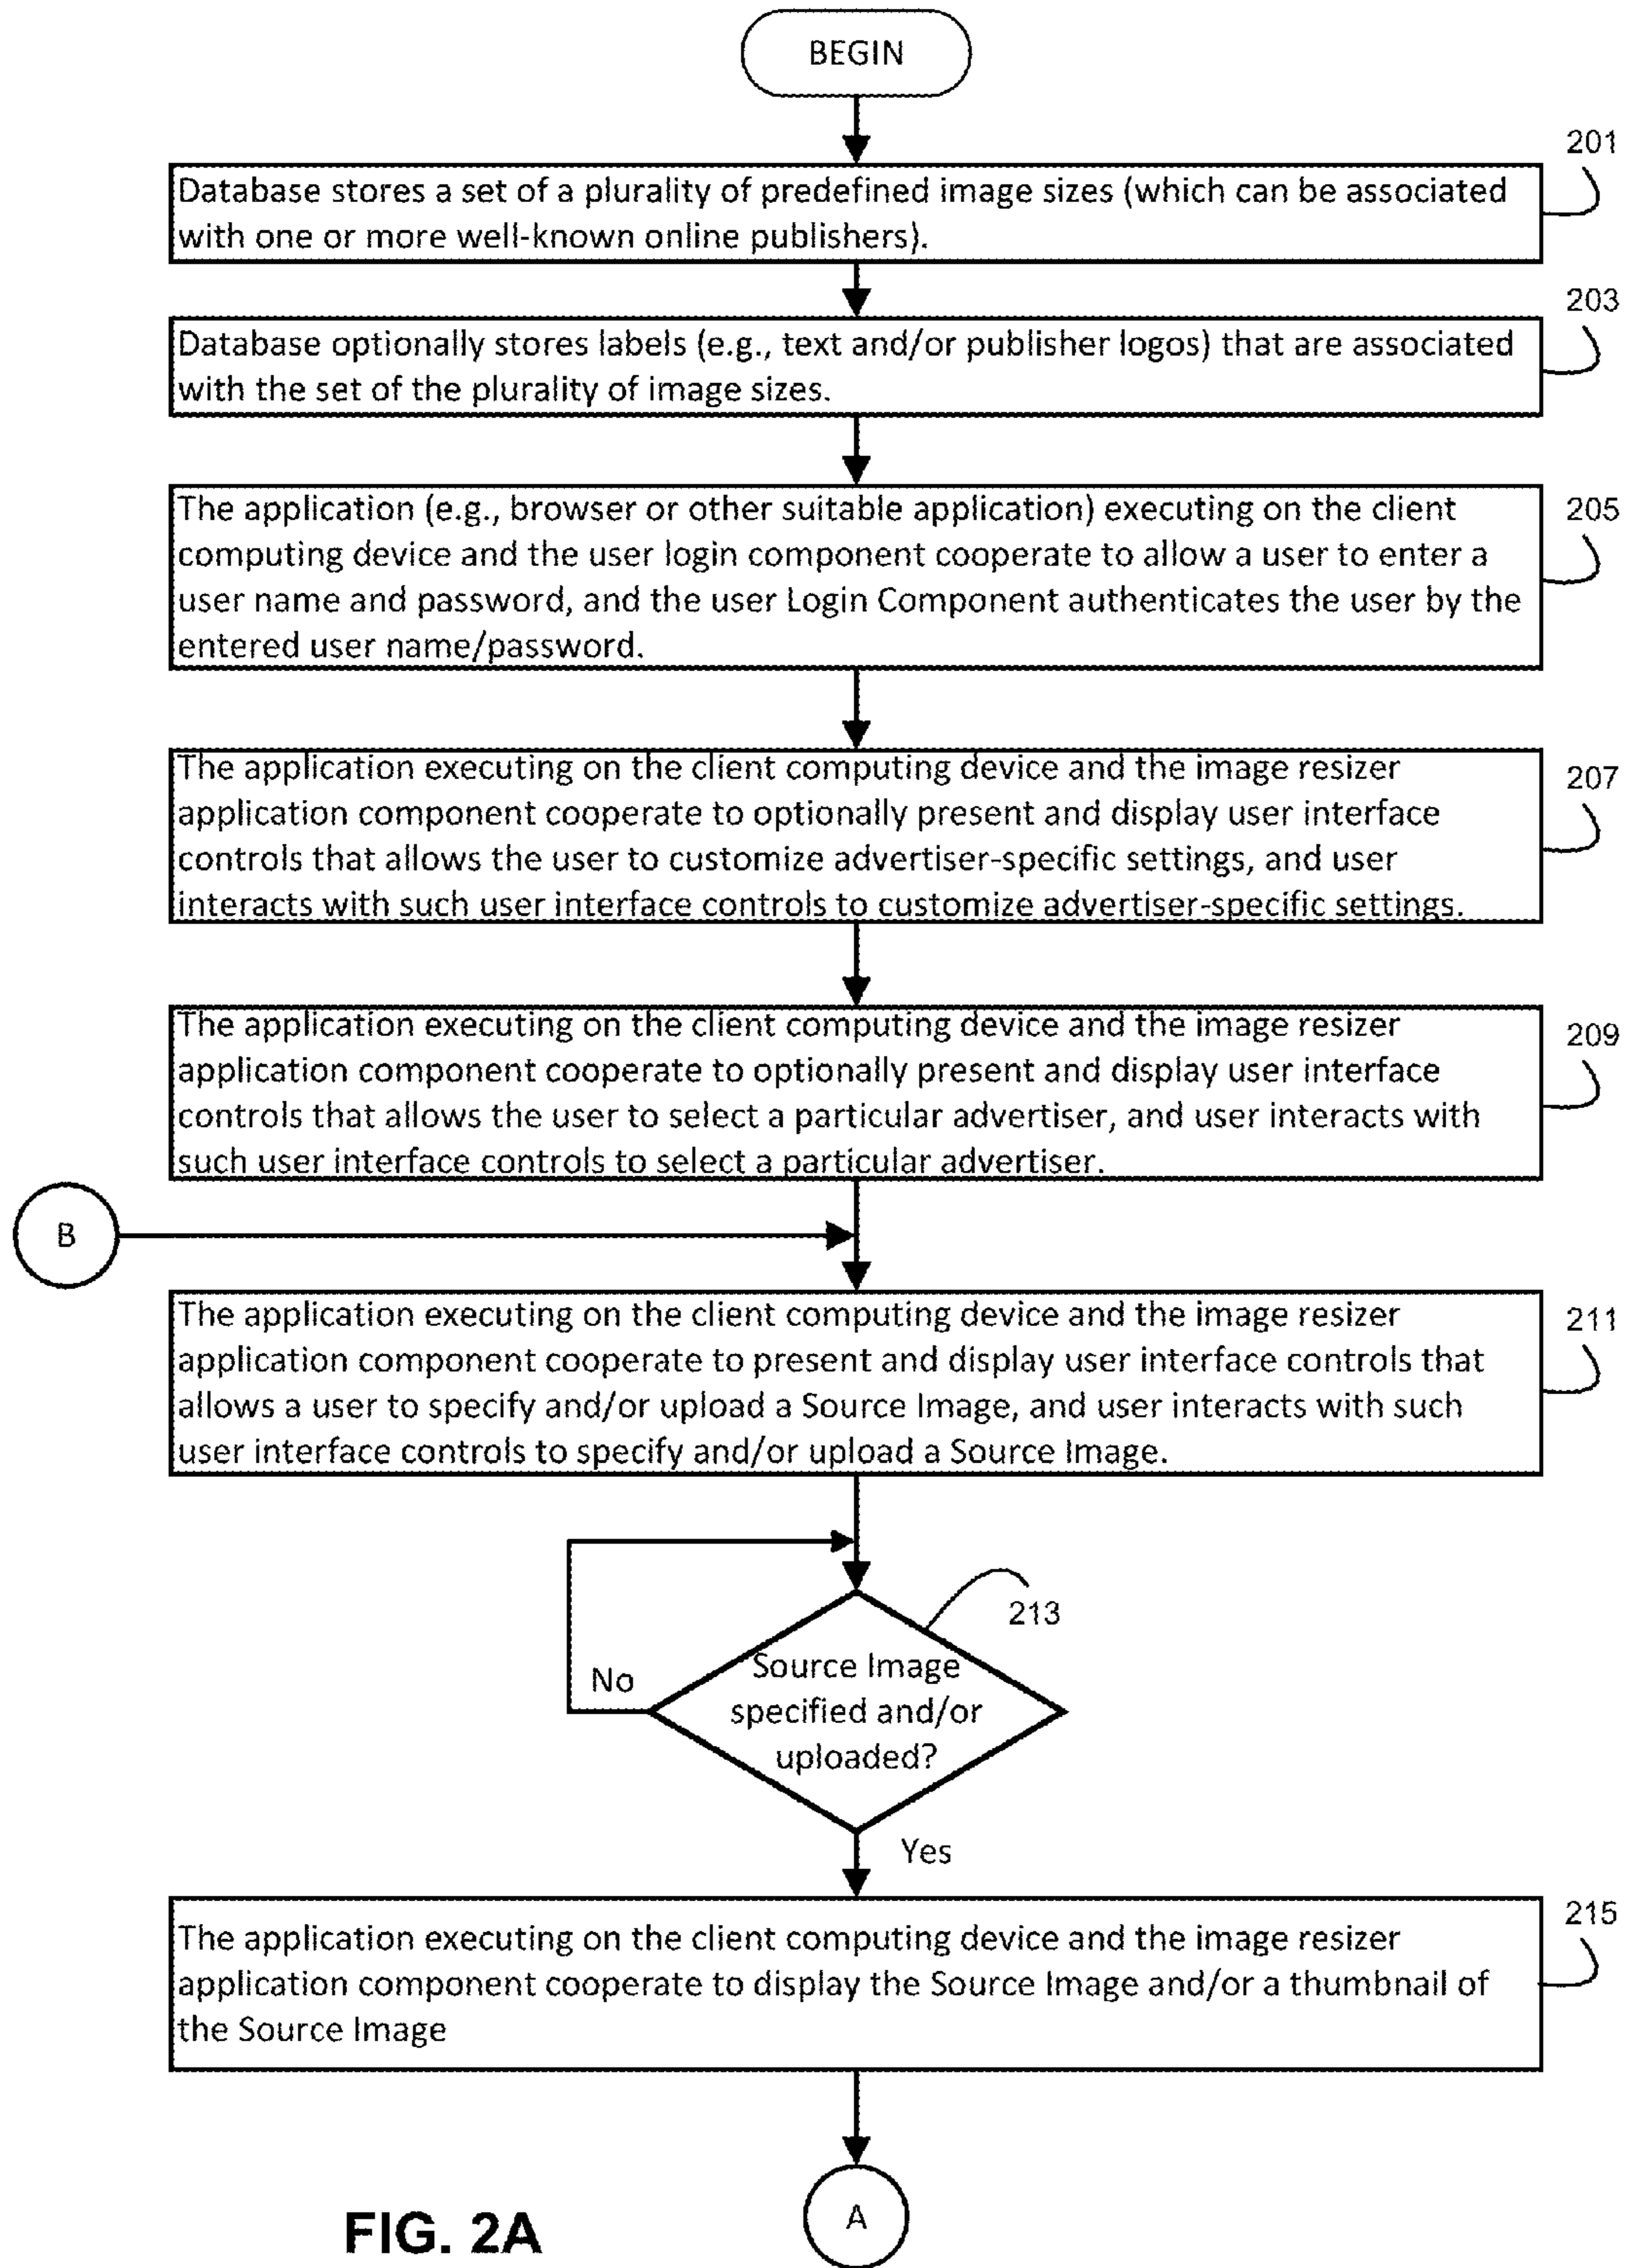 BEGIN
201
Database stores a set of a plurality of predefined image sizes (which can be associated
with one or more well-known online publishers).
203
Database optionally stores labels (e.g., text and/or publisher logos) that are associated
with the set of the plurality of image sizes.
205
The application (e.g., browser or other suitable application) executing on the client
computing device and the user login component cooperate to allow a user to enter a
user name and password, and the user Login Component authenticates the user by the
entered user name/password.
207
The application executing on the client computing device and the image resizer
application component cooperate to optionally present and display user interface
controls that allows the user to customize advertiser-specific settings, and user
interacts with such user interface controls to customize advertiser-specific settings.
209
The application executing on the client computing device and the image resizer
application component cooperate to optionally present and display user interface
controls that allows the user to select a particular advertiser, and user interacts with
such user interface controls to select a particular advertiser.
B
211
The application executing on the client computing device and the image resizer
application component cooperate to present and display user interface controls that
allows a user to specify and/or upload a Source Image, and user interacts with such
user interface controls to specify and/or upload a Source Image.
213
No
Source Image
specified and/or
uploaded?
Yes
215
The application executing on the client computing device and the image resizer
application component cooperate to display the Source Image and/or a thumbnail of
the Source Image
A
FIG. 2A